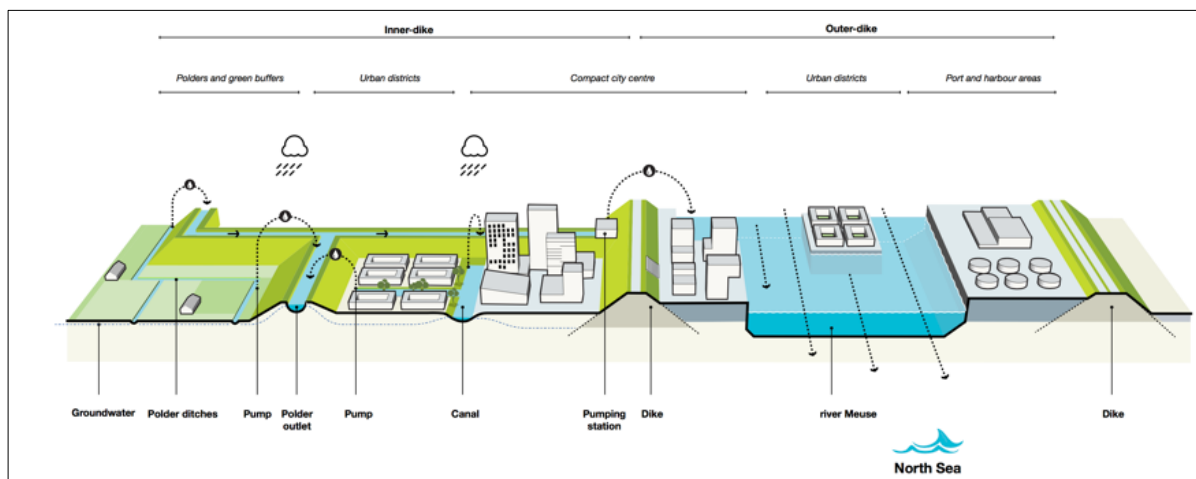 Inner-dike
Outer-dike
Polders and green buffers
Urban districts
Compact city centre
Urban districts
Port and harbour areas
Groundwater
Polder ditches
Pump
Polder
outlet
Pump
Canal
Pumping
station
Dike
river Meuse
Dike
North Sea